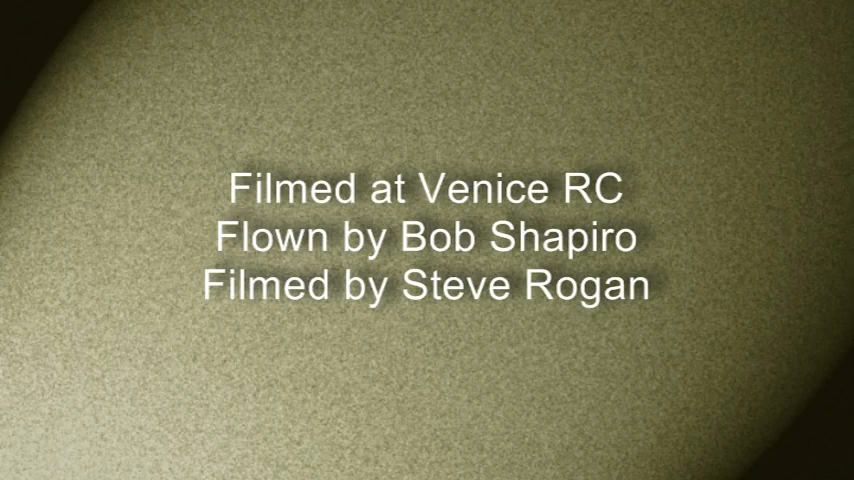 Filmed at Venice RC
Flown by Bob Shapiro
Filmed by Steve Rogan